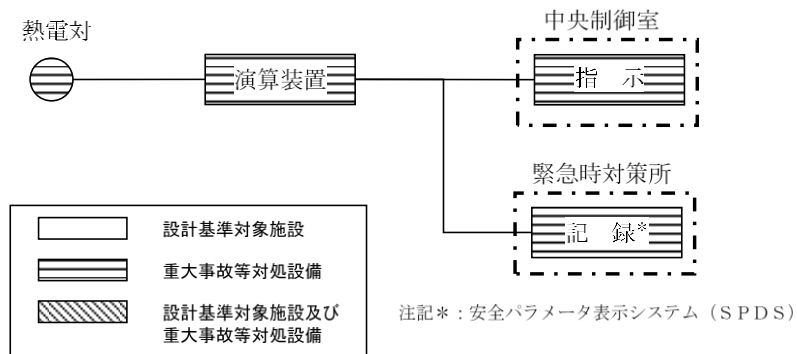 熱電対
演算装置
中央制御室
指　示
緊急時対策所
記　録*
設計基準対象施設
重大事故等対処設備
設計基準対象施設及び
重大事故等対処設備
注記＊：安全パラメータ表示システム（ＳＰＤＳ）